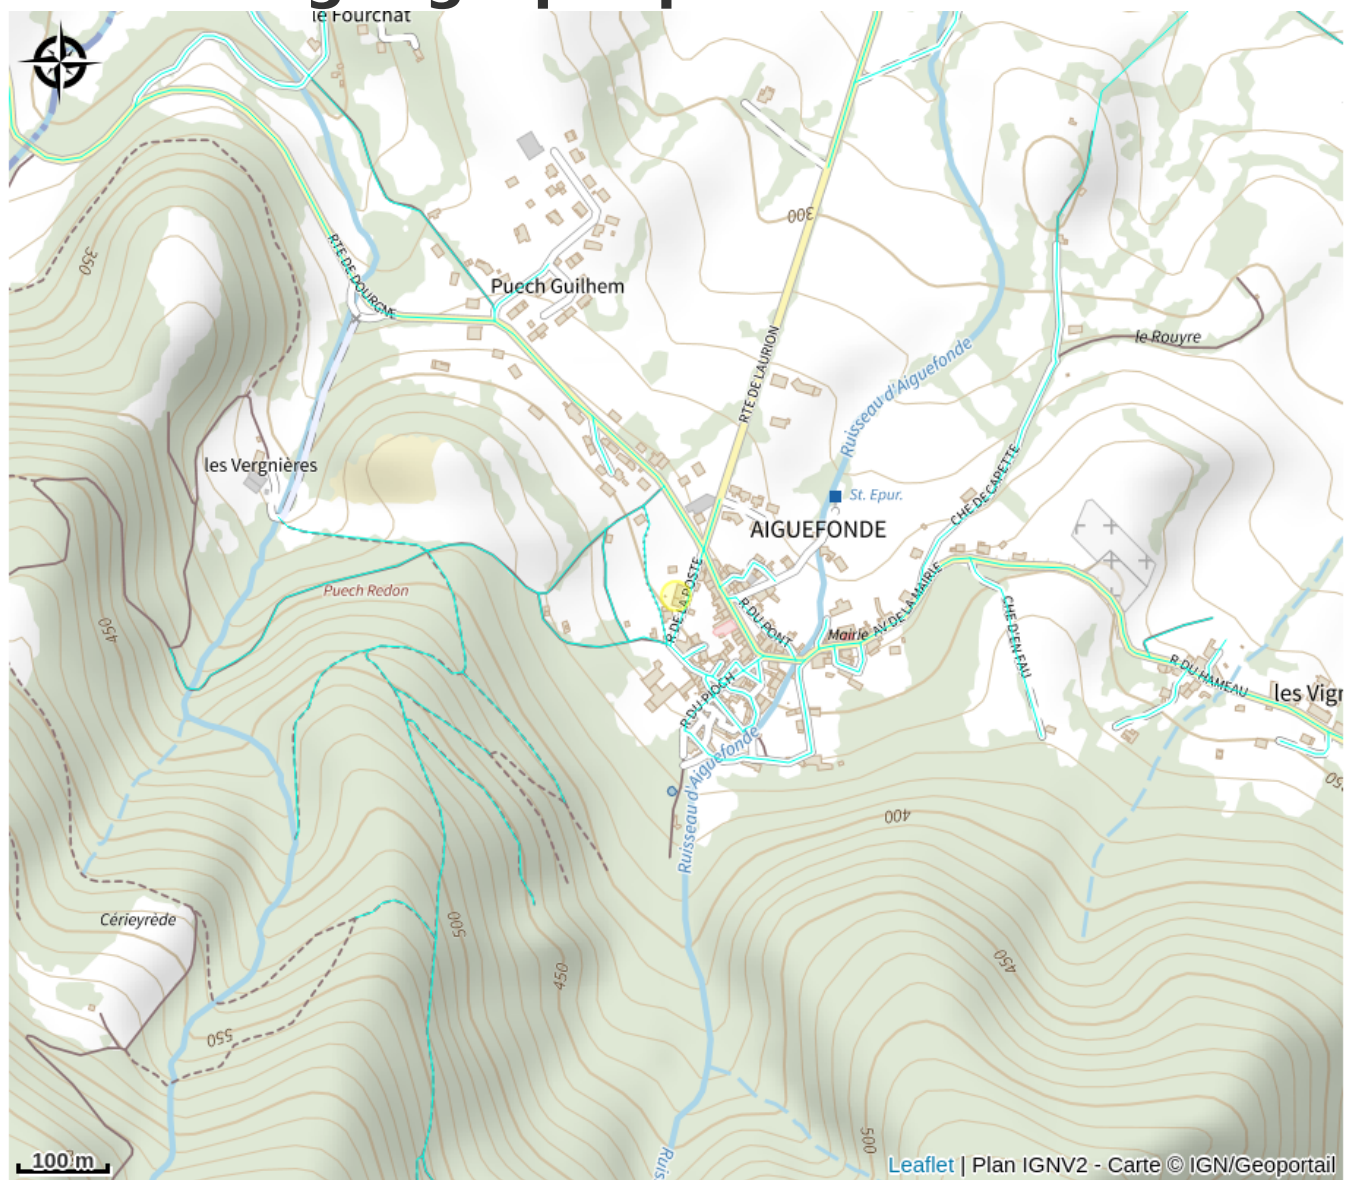 le Fourchat
300
350
RTE DE DOURGNE
Puech Guilhem
le Rouyre
RTE DE LAURION
Ruisseau d'Aiguefonde
les Vergnières
St. Epur.
CHE DE CAPETTE
AIGUEFONDE
Puech Redon
R DE LA POSTE
R DU PONT
Mairie
AV DE LA MAIRIE
CHE D'EN FAU
450
R DU HAMEAU
les Vigr
R DU PIOCH
Ruisseau d'Aiguefonde
400
Cérieyrède
500
450
450
550
500
Ruis
100 m
Leaflet | Plan IGNV2 - Carte © IGN/Geoportail